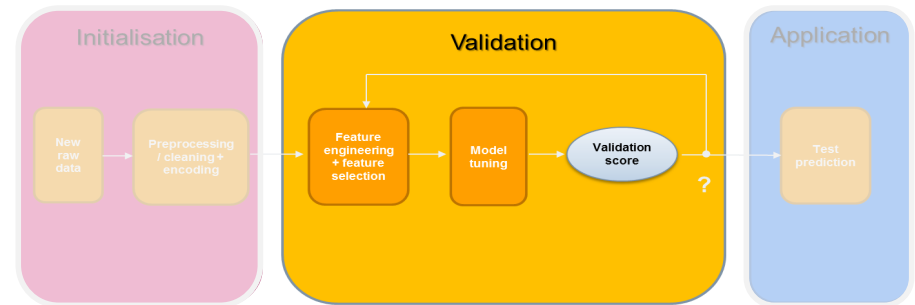 Initialisation
Validation
Application
New
raw
data
Preprocessing
/ cleaning +
encoding
Feature
engineering
+ feature
selection
Model
tuning
Validation
score
?
Test
prediction